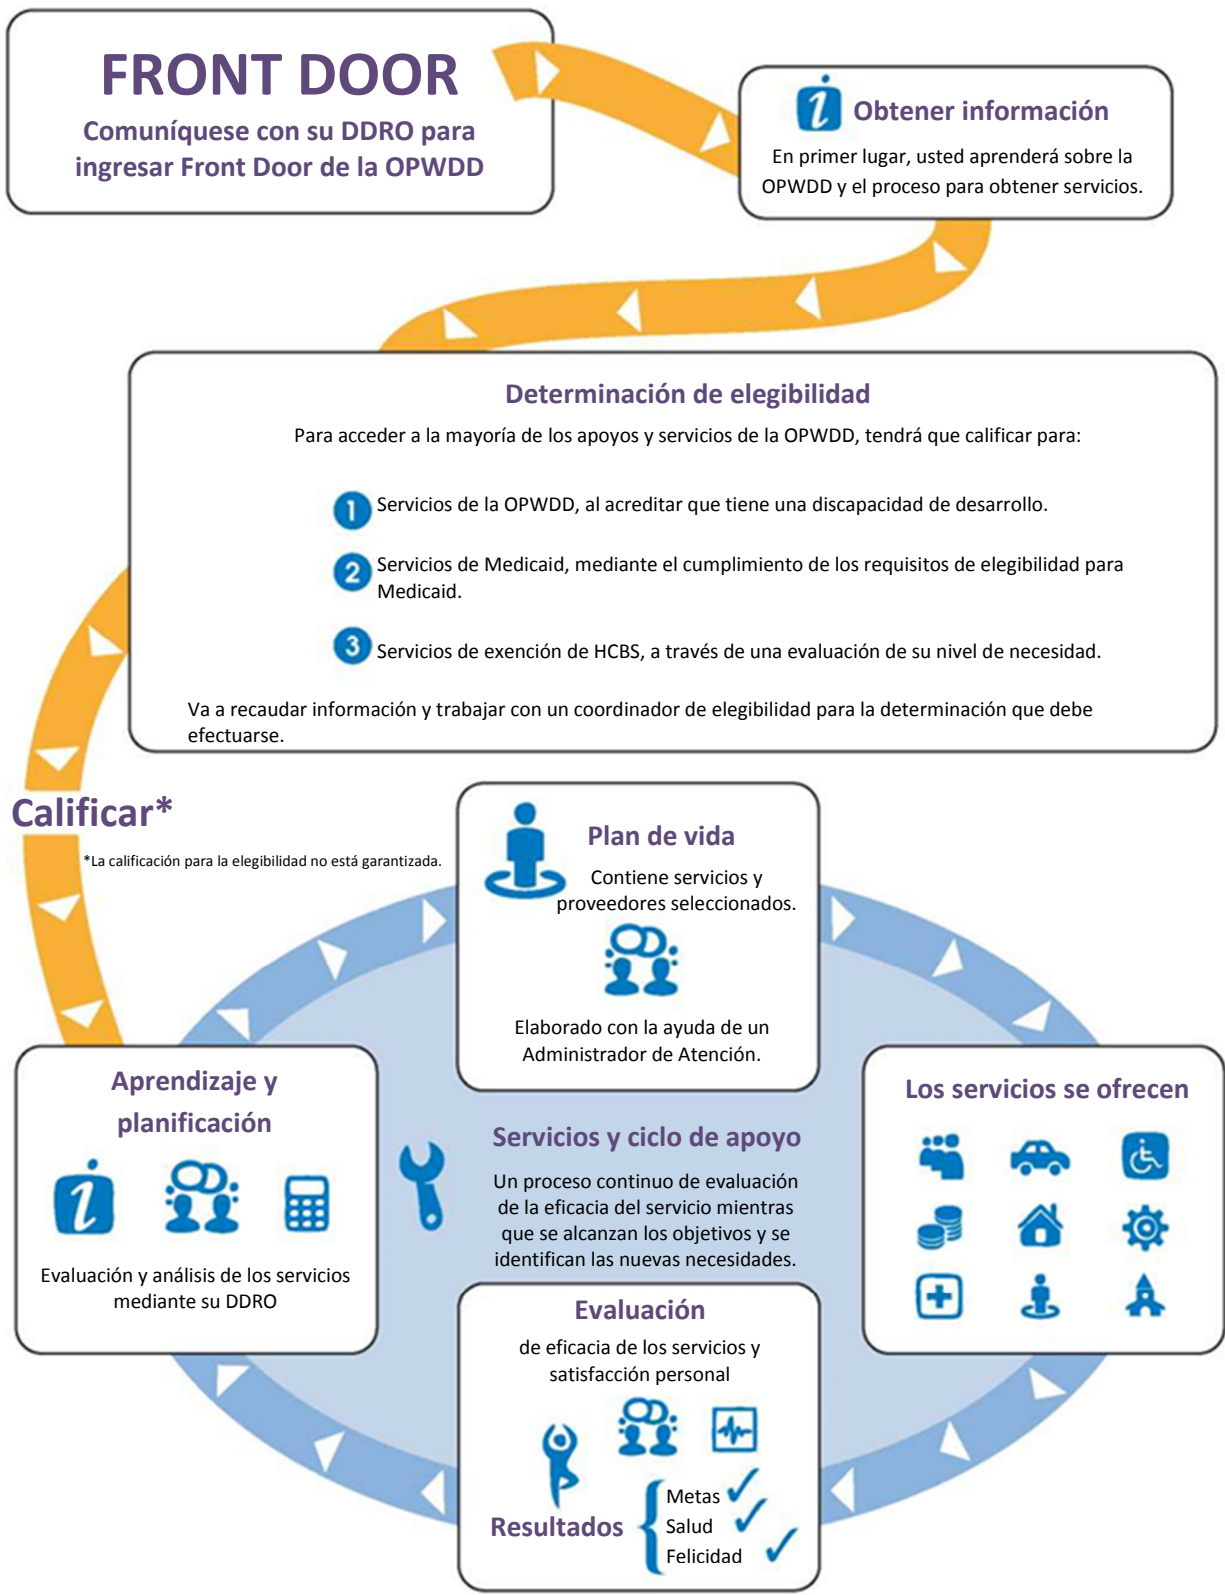 FRONT DOOR
Comuníquese con su DDRO para
ingresar Front Door de la OPWDD
Obtener información
En primer lugar, usted aprenderá sobre la
OPWDD y el proceso para obtener servicios.
Determinación de elegibilidad
Para acceder a la mayoría de los apoyos y servicios de la OPWDD, tendrá que calificar para:
1 Servicios de la OPWDD, al acreditar que tiene una discapacidad de desarrollo.
2 Servicios de Medicaid, mediante el cumplimiento de los requisitos de elegibilidad para
Medicaid.
3 Servicios de exención de HCBS, a través de una evaluación de su nivel de necesidad.
Va a recaudar información y trabajar con un coordinador de elegibilidad para la determinación que debe
efectuarse.
Calificar*
*La calificación para la elegibilidad no está garantizada.
Plan de vida
Contiene servicios y
proveedores seleccionados.
Elaborado con la ayuda de un
Administrador de Atención.
Aprendizaje y
planificación
Evaluación y análisis de los servicios
mediante su DDRO
Servicios y ciclo de apoyo
Un proceso continuo de evaluación
de la eficacia del servicio mientras
que se alcanzan los objetivos y se
identifican las nuevas necesidades.
Los servicios se ofrecen
Evaluación
de eficacia de los servicios y
satisfacción personal
Resultados
Metas
Salud
Felicidad